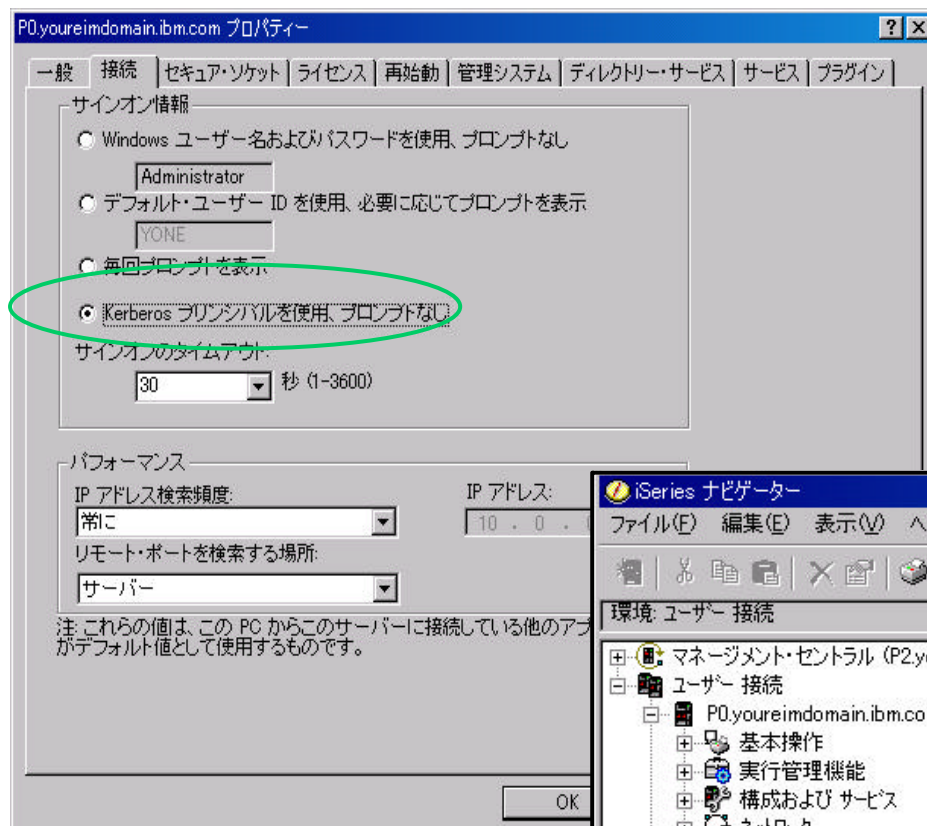 P0.youreimdomain.ibm.com プロパティー
一般 接続 セキュア・ソケット ライセンス 再始動 管理システム ディレクトリー・サービス サービス プラグイン
サインオン情報
Windows ユーザー名およびパスワードを使用、プロンプトなし
Administrator
デフォルト・ユーザー ID を使用、必要に応じてプロンプトを表示
YONE
毎回プロンプトを表示
Kerberos プリンシパルを使用、プロンプトなし
サインオンのタイムアウト:
30 秒 (1-3600)
パフォーマンス
IP アドレス検索頻度:
常に
IP アドレス:
10 . 0 .
リモート・ポートを検索する場所:
サーバー
注: これらの値は、この PC からこのサーバーに接続している他のアプ
がデフォルト値として使用するものです。
OK
iSeries ナビゲーター
ファイル(F) 編集(E) 表示(V) ヘ
環境: ユーザー 接続
マネージメント・セントラル (P2.y
ユーザー 接続
P0.youreimdomain.ibm.co
基本操作
実行管理機能
構成および サービス
ネットワーク